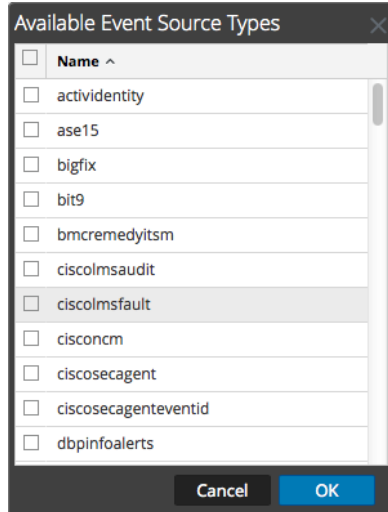 Available Event Source Types
Name
actividentity
ase15
bigfix
bit9
bmcremedyitsm
ciscolmsaudit
ciscolmsfault
cisconcm
ciscosecagent
ciscosecagenteventid
dbpinfoalerts
Cancel OK